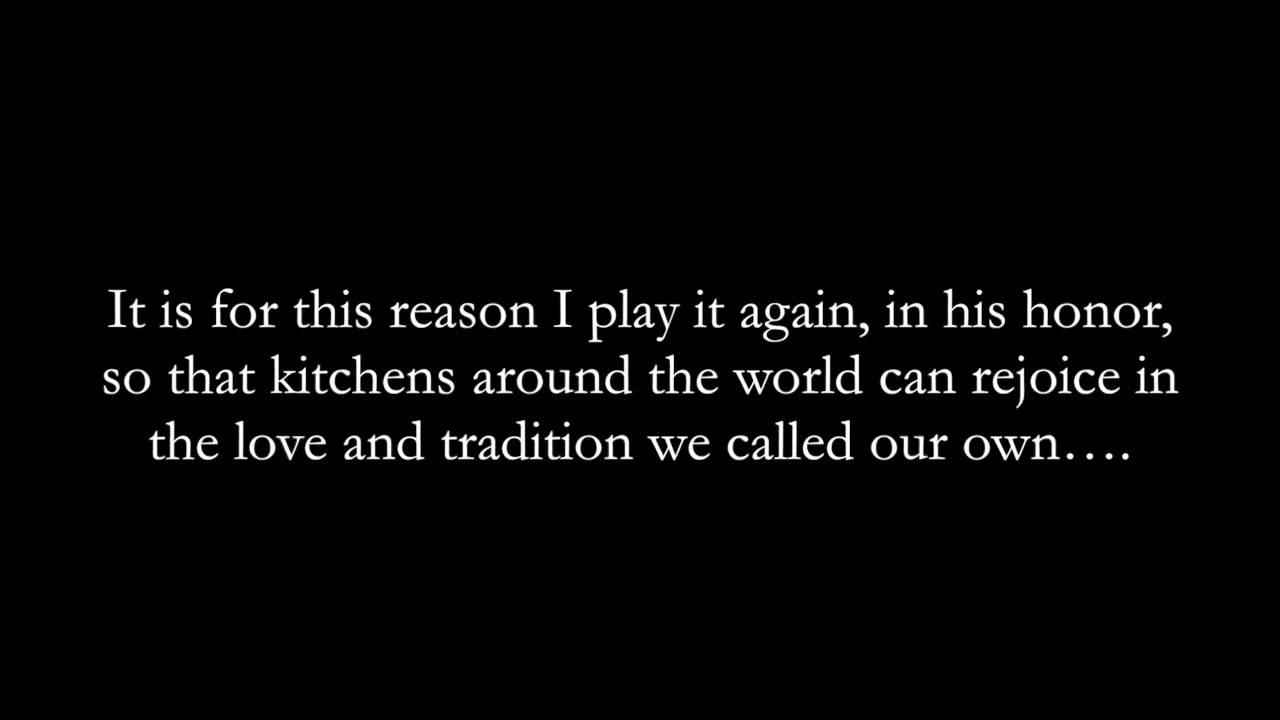 It is for this reason I play it again, in his honor,
so that kitchens around the world can rejoice in
the love and tradition we called our own….